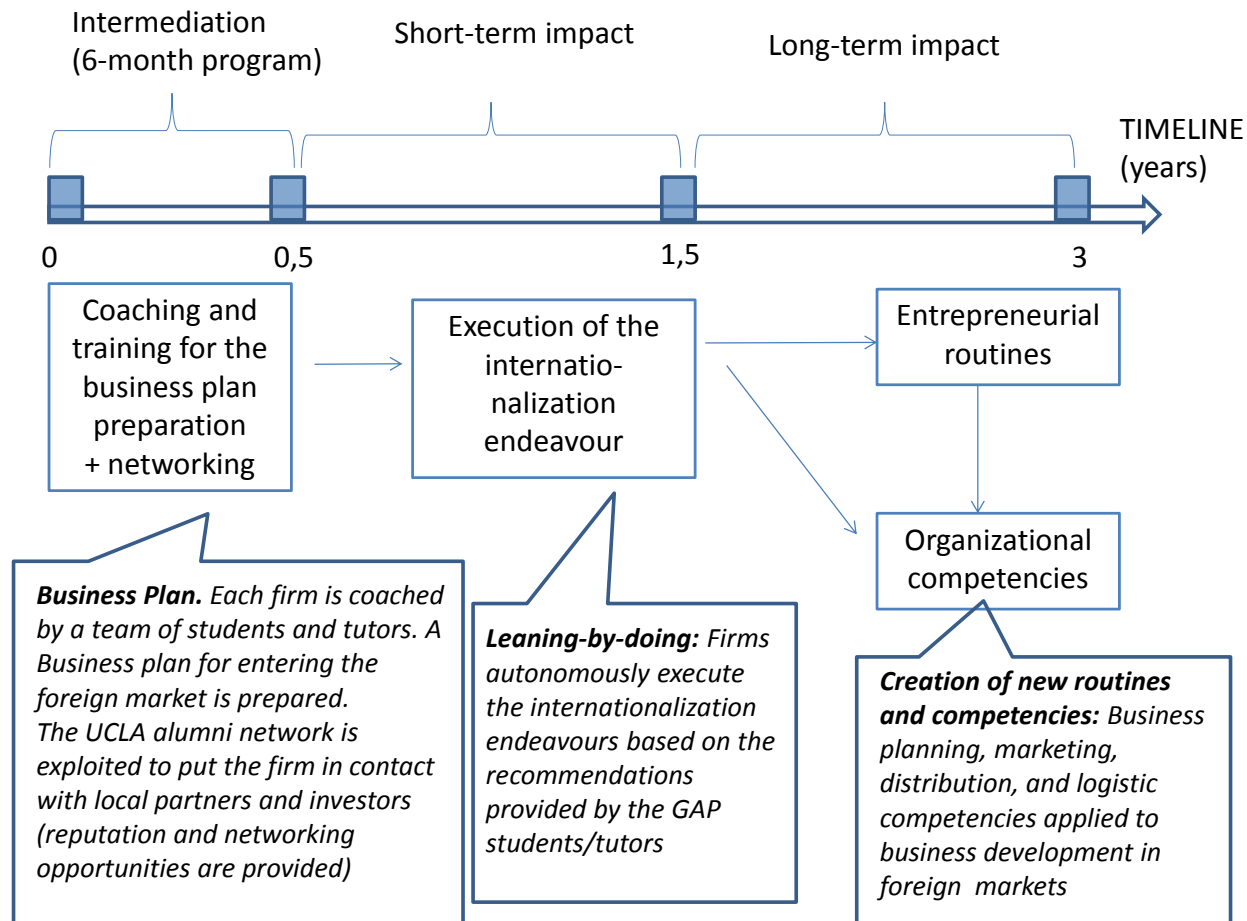 Intermediation
(6-month program)
Short-term impact
Long-term impact
TIMELINE
(years)
0
0,5
1,5
3
Coaching and
training for the
business plan
preparation
+ networking
Execution of the
internatio-
nalization
endeavour
Entrepreneurial
routines
Organizational
competencies
Business Plan. Each firm is coached
by a team of students and tutors. A
Business plan for entering the
foreign market is prepared.
The UCLA alumni network is
exploited to put the firm in contact
with local partners and investors
(reputation and networking
opportunities are provided)
Leaning-by-doing: Firms
autonomously execute
the internationalization
endeavours based on the
recommendations
provided by the GAP
students/tutors
Creation of new routines
and competencies: Business
planning, marketing,
distribution, and logistic
competencies applied to
business development in
foreign markets